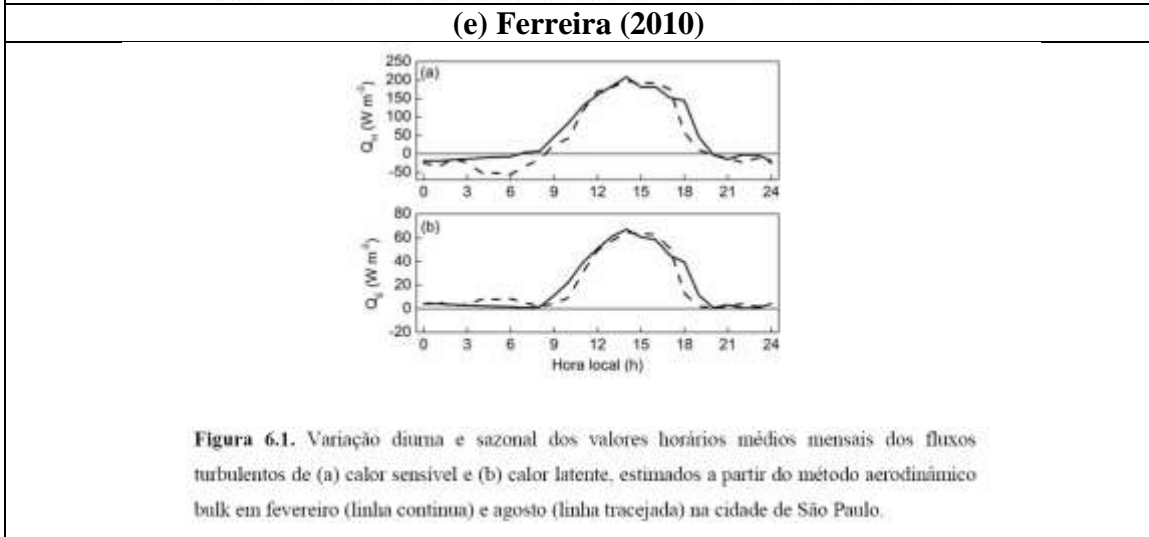 (e) Ferreira (2010)
250
200
150
100
50
0
-50
(a)
Q_H (W m⁻²)
0 3 6 9 12 15 18 21 24
80
60
40
20
0
-20
(b)
Q_E (W m⁻²)
0 3 6 9 12 15 18 21 24
Hora local (h)
Figura 6.1. Variação diurna e sazonal dos valores horários médios mensais dos fluxos
turbulentos de (a) calor sensível e (b) calor latente, estimados a partir do método aerodinâmico
bulk em fevereiro (linha continua) e agosto (linha tracejada) na cidade de São Paulo.